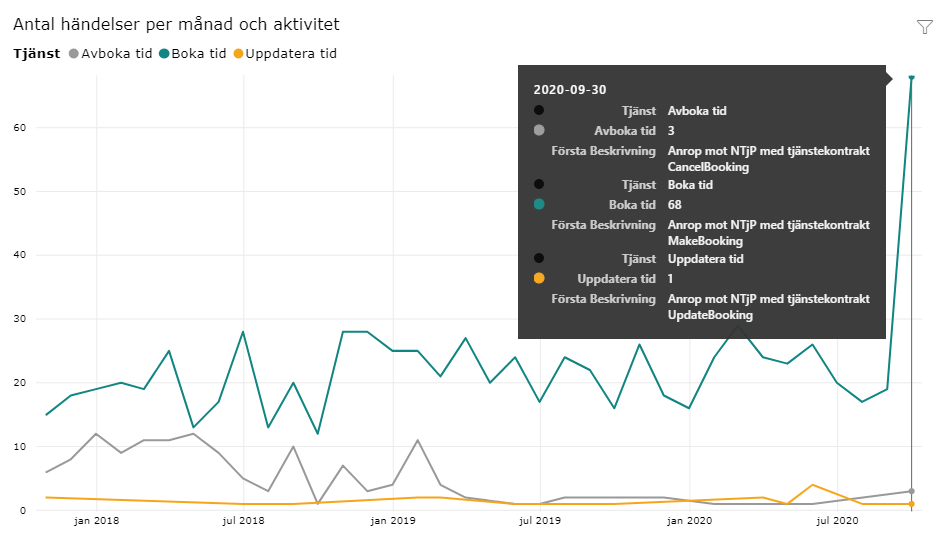 Antal händelser per månad och aktivitet
Tjänst Avboka tid Boka tid Uppdatera tid
2020-09-30
Tjänst Avboka tid
Avboka tid 3
Första Beskrivning Anrop mot NTjP med tjänstekontrakt
CancelBooking
Tjänst Boka tid
Boka tid 68
Första Beskrivning Anrop mot NTjP med tjänstekontrakt
MakeBooking
Tjänst Uppdatera tid
Uppdatera tid 1
Första Beskrivning Anrop mot NTjP med tjänstekontrakt
UpdateBooking
60
50
40
30
20
10
0
jan 2018 jul 2018 jan 2019 jul 2019 jan 2020 jul 2020